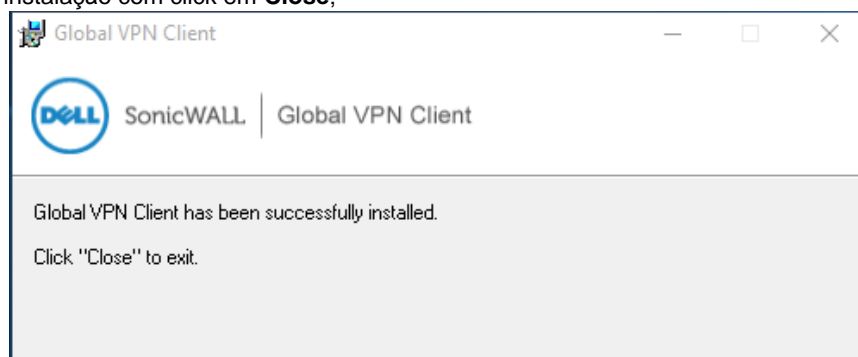 instalação com click em Close;
Global VPN Client
DELL SonicWALL Global VPN Client
Global VPN Client has been successfully installed.
Click "Close" to exit.